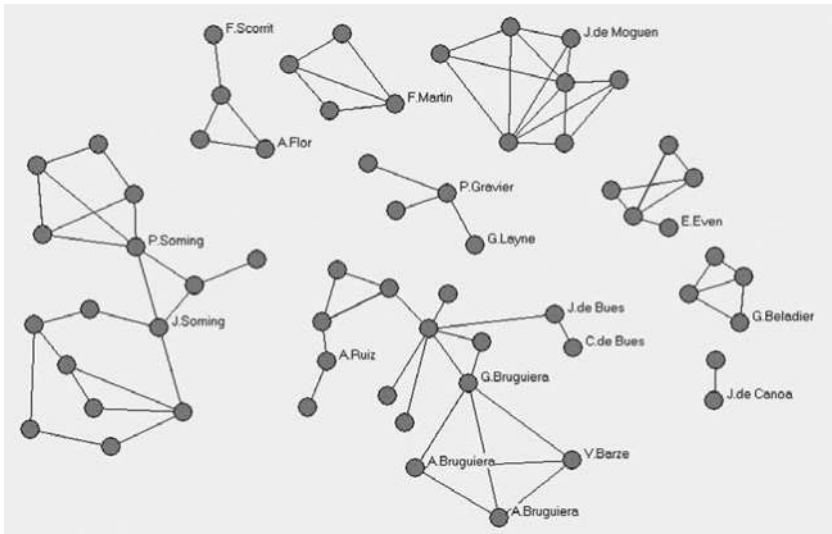 F.Scorrit
J.de Moguen
F.Martin
A.Flor
P.Gravier
E.Even
P.Soming
G.Layne
J.de Bues
G.Beladier
J.Soming
C.de Bues
A.Ruiz
G.Bruguiera
J.de Canoa
V.Barze
A.Bruguiera
A.Bruguiera